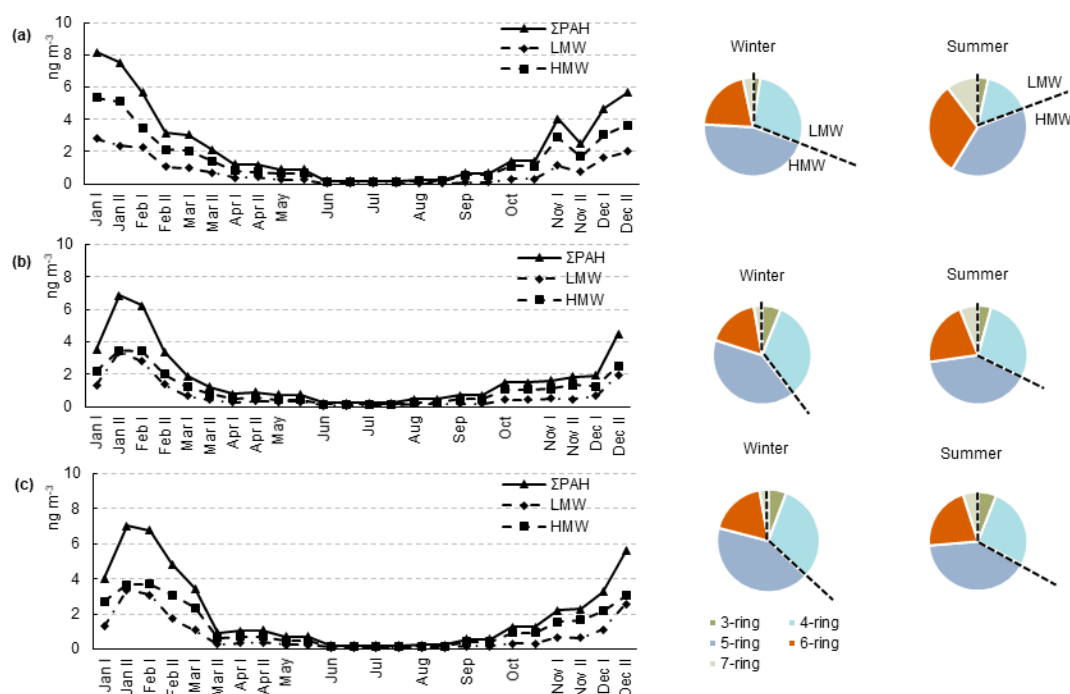 (a)
ng m-3
10
8
6
4
2
0
ΣPAH
LMW
HMW
Jan I
Jan II
Feb I
Feb II
Mar I
Mar II
Apr I
Apr II
May
Jun
Jul
Aug
Sep
Oct
Nov I
Nov II
Dec I
Dec II
Winter
LMW
HMW
Summer
LMW
HMW
(b)
ng m-3
10
8
6
4
2
0
ΣPAH
LMW
HMW
Jan I
Jan II
Feb I
Feb II
Mar I
Mar II
Apr I
Apr II
May
Jun
Jul
Aug
Sep
Oct
Nov I
Nov II
Dec I
Dec II
Winter
Summer
(c)
ng m-3
10
8
6
4
2
0
ΣPAH
LMW
HMW
Jan I
Jan II
Feb I
Feb II
Mar I
Mar II
Apr I
Apr II
May
Jun
Jul
Aug
Sep
Oct
Nov I
Nov II
Dec I
Dec II
Winter
Summer
3-ring 4-ring
5-ring 6-ring
7-ring